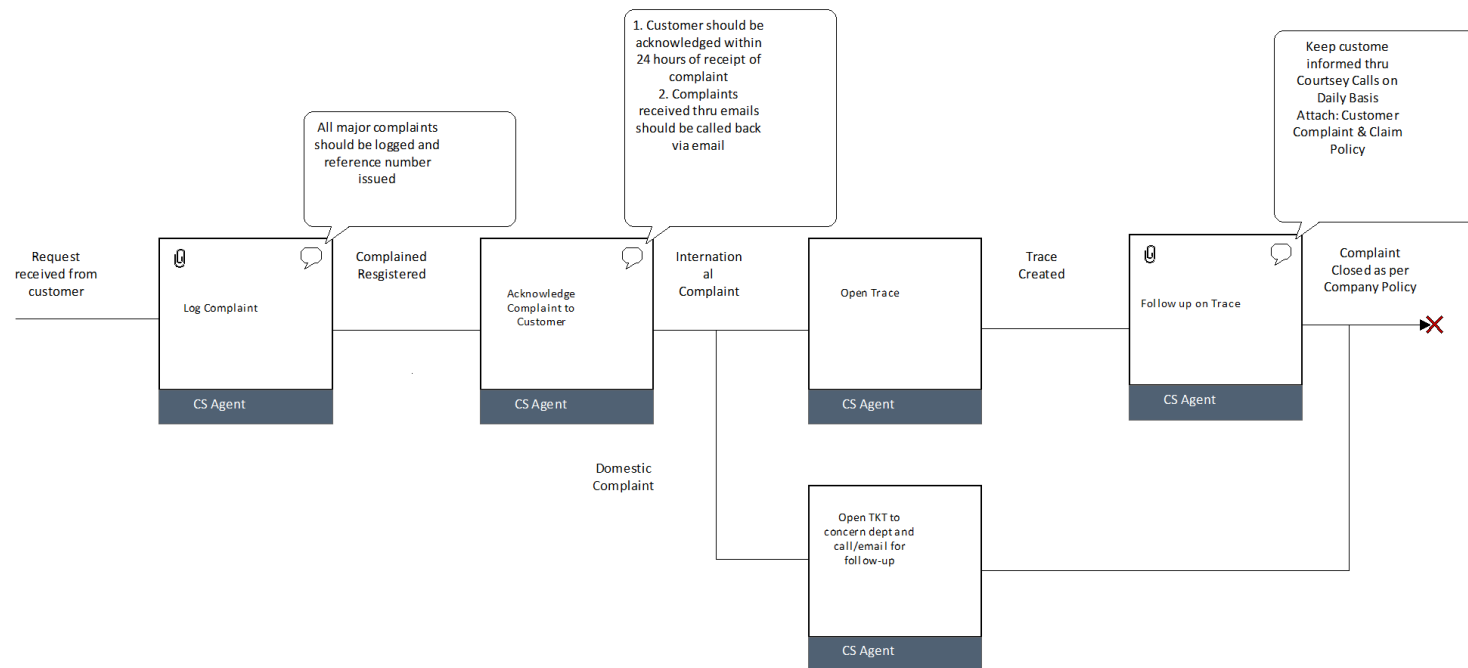 1. Customer should be
acknowledged within
24 hours of receipt of
complaint
2. Complaints
received thru emails
should be called back
via email
Keep custome
informed thru
Courtsey Calls on
Daily Basis
Attach: Customer
Complaint & Claim
Policy
All major complaints
should be logged and
reference number
issued
Request
received from
customer
Log Complaint
CS Agent
Complained
Resgistered
Acknowledge
Complaint to
Customer
CS Agent
Internation
al
Complaint
Open Trace
CS Agent
Trace
Created
Follow up on Trace
CS Agent
Complaint
Closed as per
Company Policy
Domestic
Complaint
Open TKT to
concern dept and
call/email for
follow-up
CS Agent